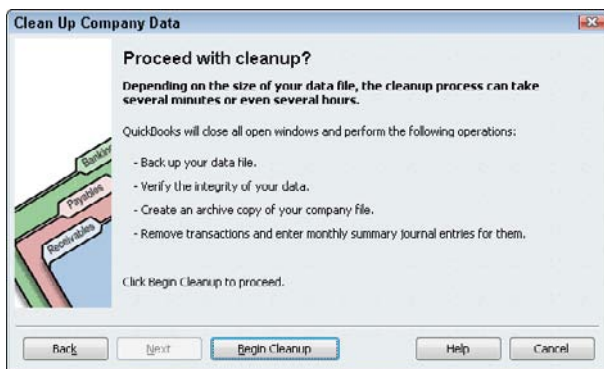 Clean Up Company Data
Proceed with cleanup?
Depending on the size of your data file, the cleanup process can take
several minutes or even several hours.
QuickBooks will close all open windows and perform the following operations:
- Back up your data file.
- Verify the integrity of your data.
- Create an archive copy of your company file.
- Remove transactions and enter monthly summary journal entries for them.
Banking
Payables
Receivables
Click Begin Cleanup to proceed.
Back Next Begin Cleanup Help Cancel